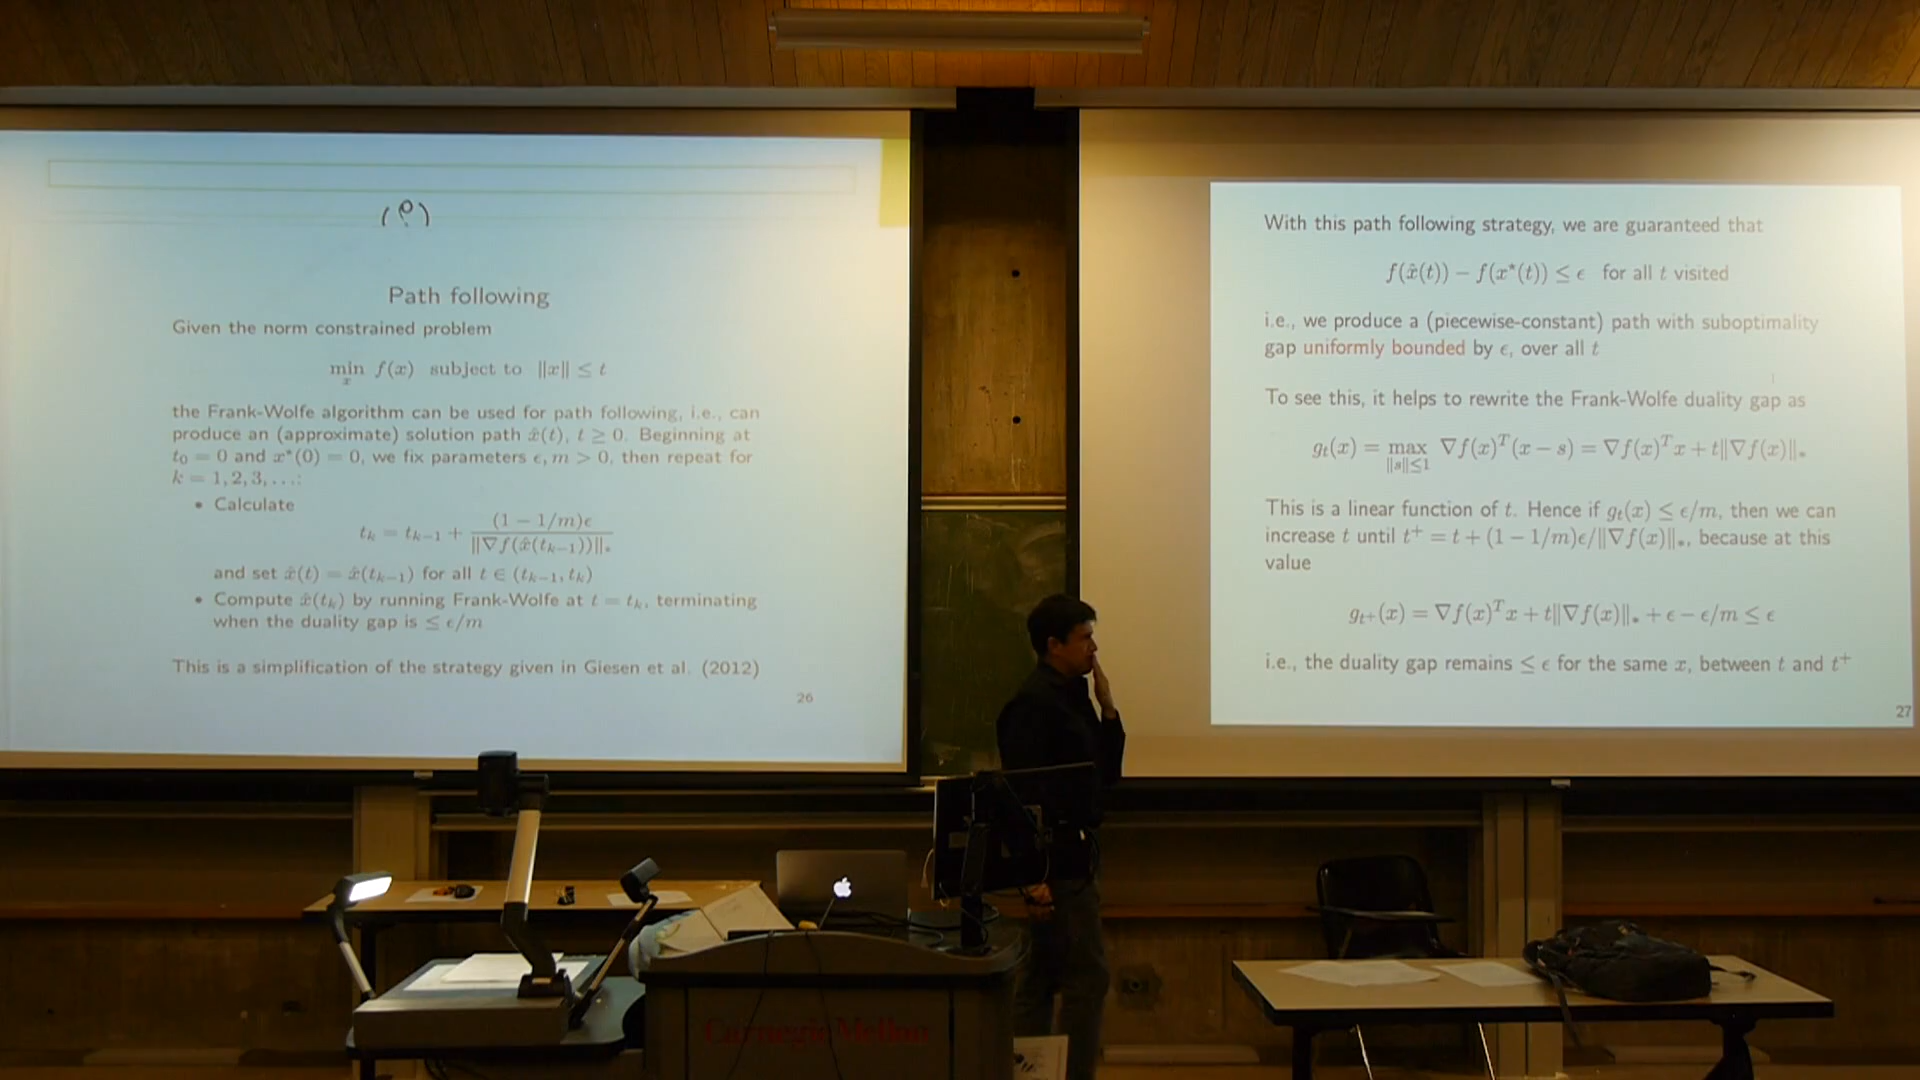 Path following
Given the norm constrained problem
min_x f(x) subject to ‖x‖ ≤ t
the Frank-Wolfe algorithm can be used for path following, i.e., can
produce an (approximate) solution path x̂(t), t ≥ 0. Beginning at
t₀ = 0 and x*(0) = 0, we fix parameters ϵ, m > 0, then repeat for
k = 1, 2, 3, . . .:
• Calculate
t_k = t_{k−1} + (1 − 1/m)ϵ / ‖∇f(x̂(t_{k−1}))‖_*
and set x̂(t) = x̂(t_{k−1}) for all t ∈ (t_{k−1}, t_k)
• Compute x̂(t_k) by running Frank-Wolfe at t = t_k, terminating
when the duality gap is ≤ ϵ/m
This is a simplification of the strategy given in Giesen et al. (2012)
26
With this path following strategy, we are guaranteed that
f(x̂(t)) − f(x*(t)) ≤ ϵ for all t visited
i.e., we produce a (piecewise-constant) path with suboptimality
gap uniformly bounded by ϵ, over all t
To see this, it helps to rewrite the Frank-Wolfe duality gap as
g_t(x) = max_{‖s‖≤1} ∇f(x)^T(x − s) = ∇f(x)^T x + t‖∇f(x)‖_*
This is a linear function of t. Hence if g_t(x) ≤ ϵ/m, then we can
increase t until t⁺ = t + (1 − 1/m)ϵ/‖∇f(x)‖_*, because at this
value
g_{t⁺}(x) = ∇f(x)^T x + t‖∇f(x)‖_* + ϵ − ϵ/m ≤ ϵ
i.e., the duality gap remains ≤ ϵ for the same x, between t and t⁺
27
Carnegie Mellon